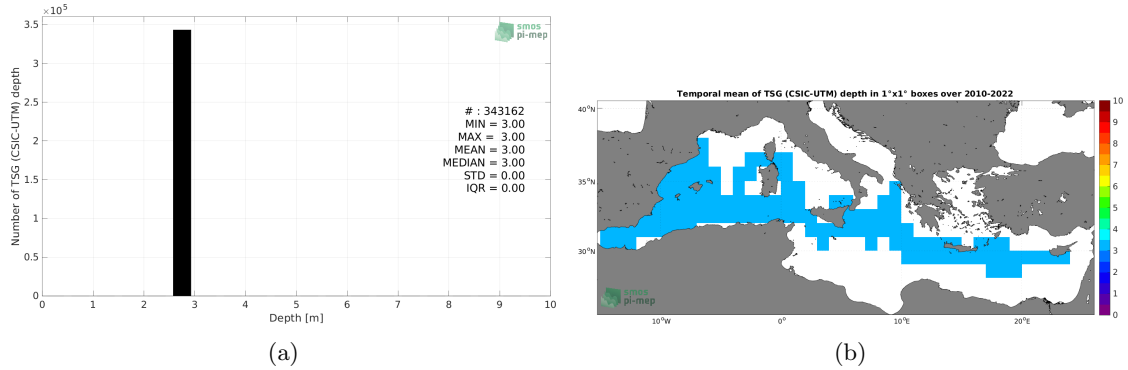 ×10⁵
3.5
3
2.5
2
1.5
1
0.5
0
Number of TSG (CSIC-UTM) depth
smos
pi-mep
# : 343162
MIN = 3.00
MAX = 3.00
MEAN = 3.00
MEDIAN = 3.00
STD = 0.00
IQR = 0.00
0 1 2 3 4 5 6 7 8 9 10
Depth [m]
(a)
Temporal mean of TSG (CSIC-UTM) depth in 1°x1° boxes over 2010-2022
40°N
35°N
30°N
10°W 0° 10°E 20°E
smos
pi-mep
10
9
8
7
6
5
4
3
2
1
0
(b)